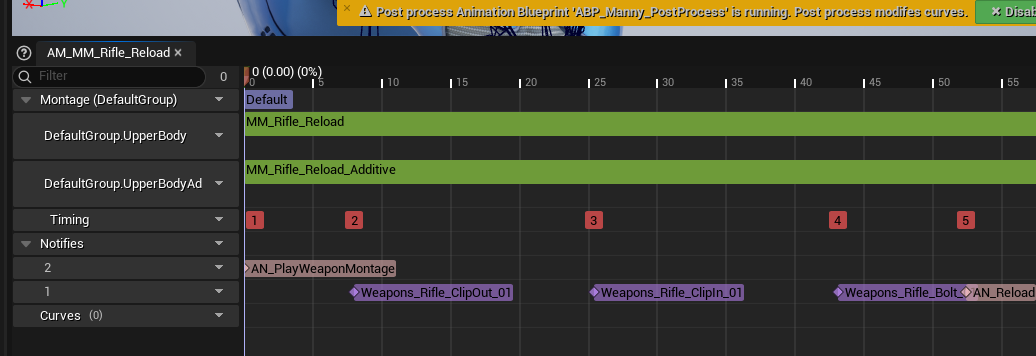 Y
Post process Animation Blueprint 'ABP_Manny_PostProcess' is running. Post process modifes curves. Disab
AM_MM_Rifle_Reload
Filter 0
0 (0.00) (0%)
0 5 10 15 20 25 30 35 40 45 50 55
Montage (DefaultGroup) Default
DefaultGroup.UpperBody MM_Rifle_Reload
DefaultGroup.UpperBodyAd MM_Rifle_Reload_Additive
Timing 1 2 3 4 5
Notifies
2 AN_PlayWeaponMontage
1 Weapons_Rifle_ClipOut_01 Weapons_Rifle_ClipIn_01 Weapons_Rifle_Bolt_ AN_Reload
Curves (0)